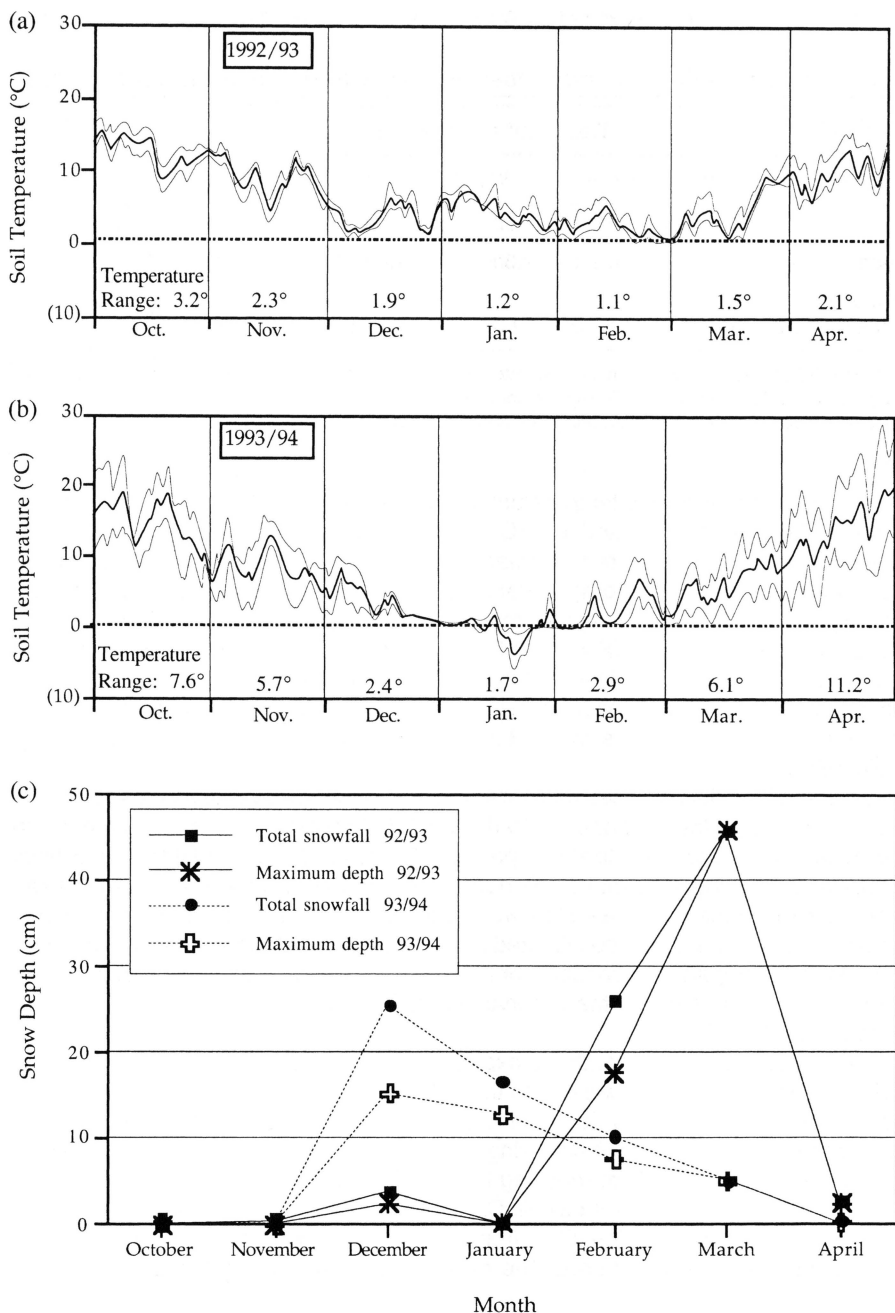 (a)
30
20
10
0
(10)
Soil Temperature (°C)
1992/93
Temperature
Range: 3.2° 2.3° 1.9° 1.2° 1.1° 1.5° 2.1°
Oct. Nov. Dec. Jan. Feb. Mar. Apr.
(b)
30
20
10
0
(10)
Soil Temperature (°C)
1993/94
Temperature
Range: 7.6° 5.7° 2.4° 1.7° 2.9° 6.1° 11.2°
Oct. Nov. Dec. Jan. Feb. Mar. Apr.
(c)
50
40
30
20
10
0
Snow Depth (cm)
Total snowfall 92/93
Maximum depth 92/93
Total snowfall 93/94
Maximum depth 93/94
October November December January February March April
Month